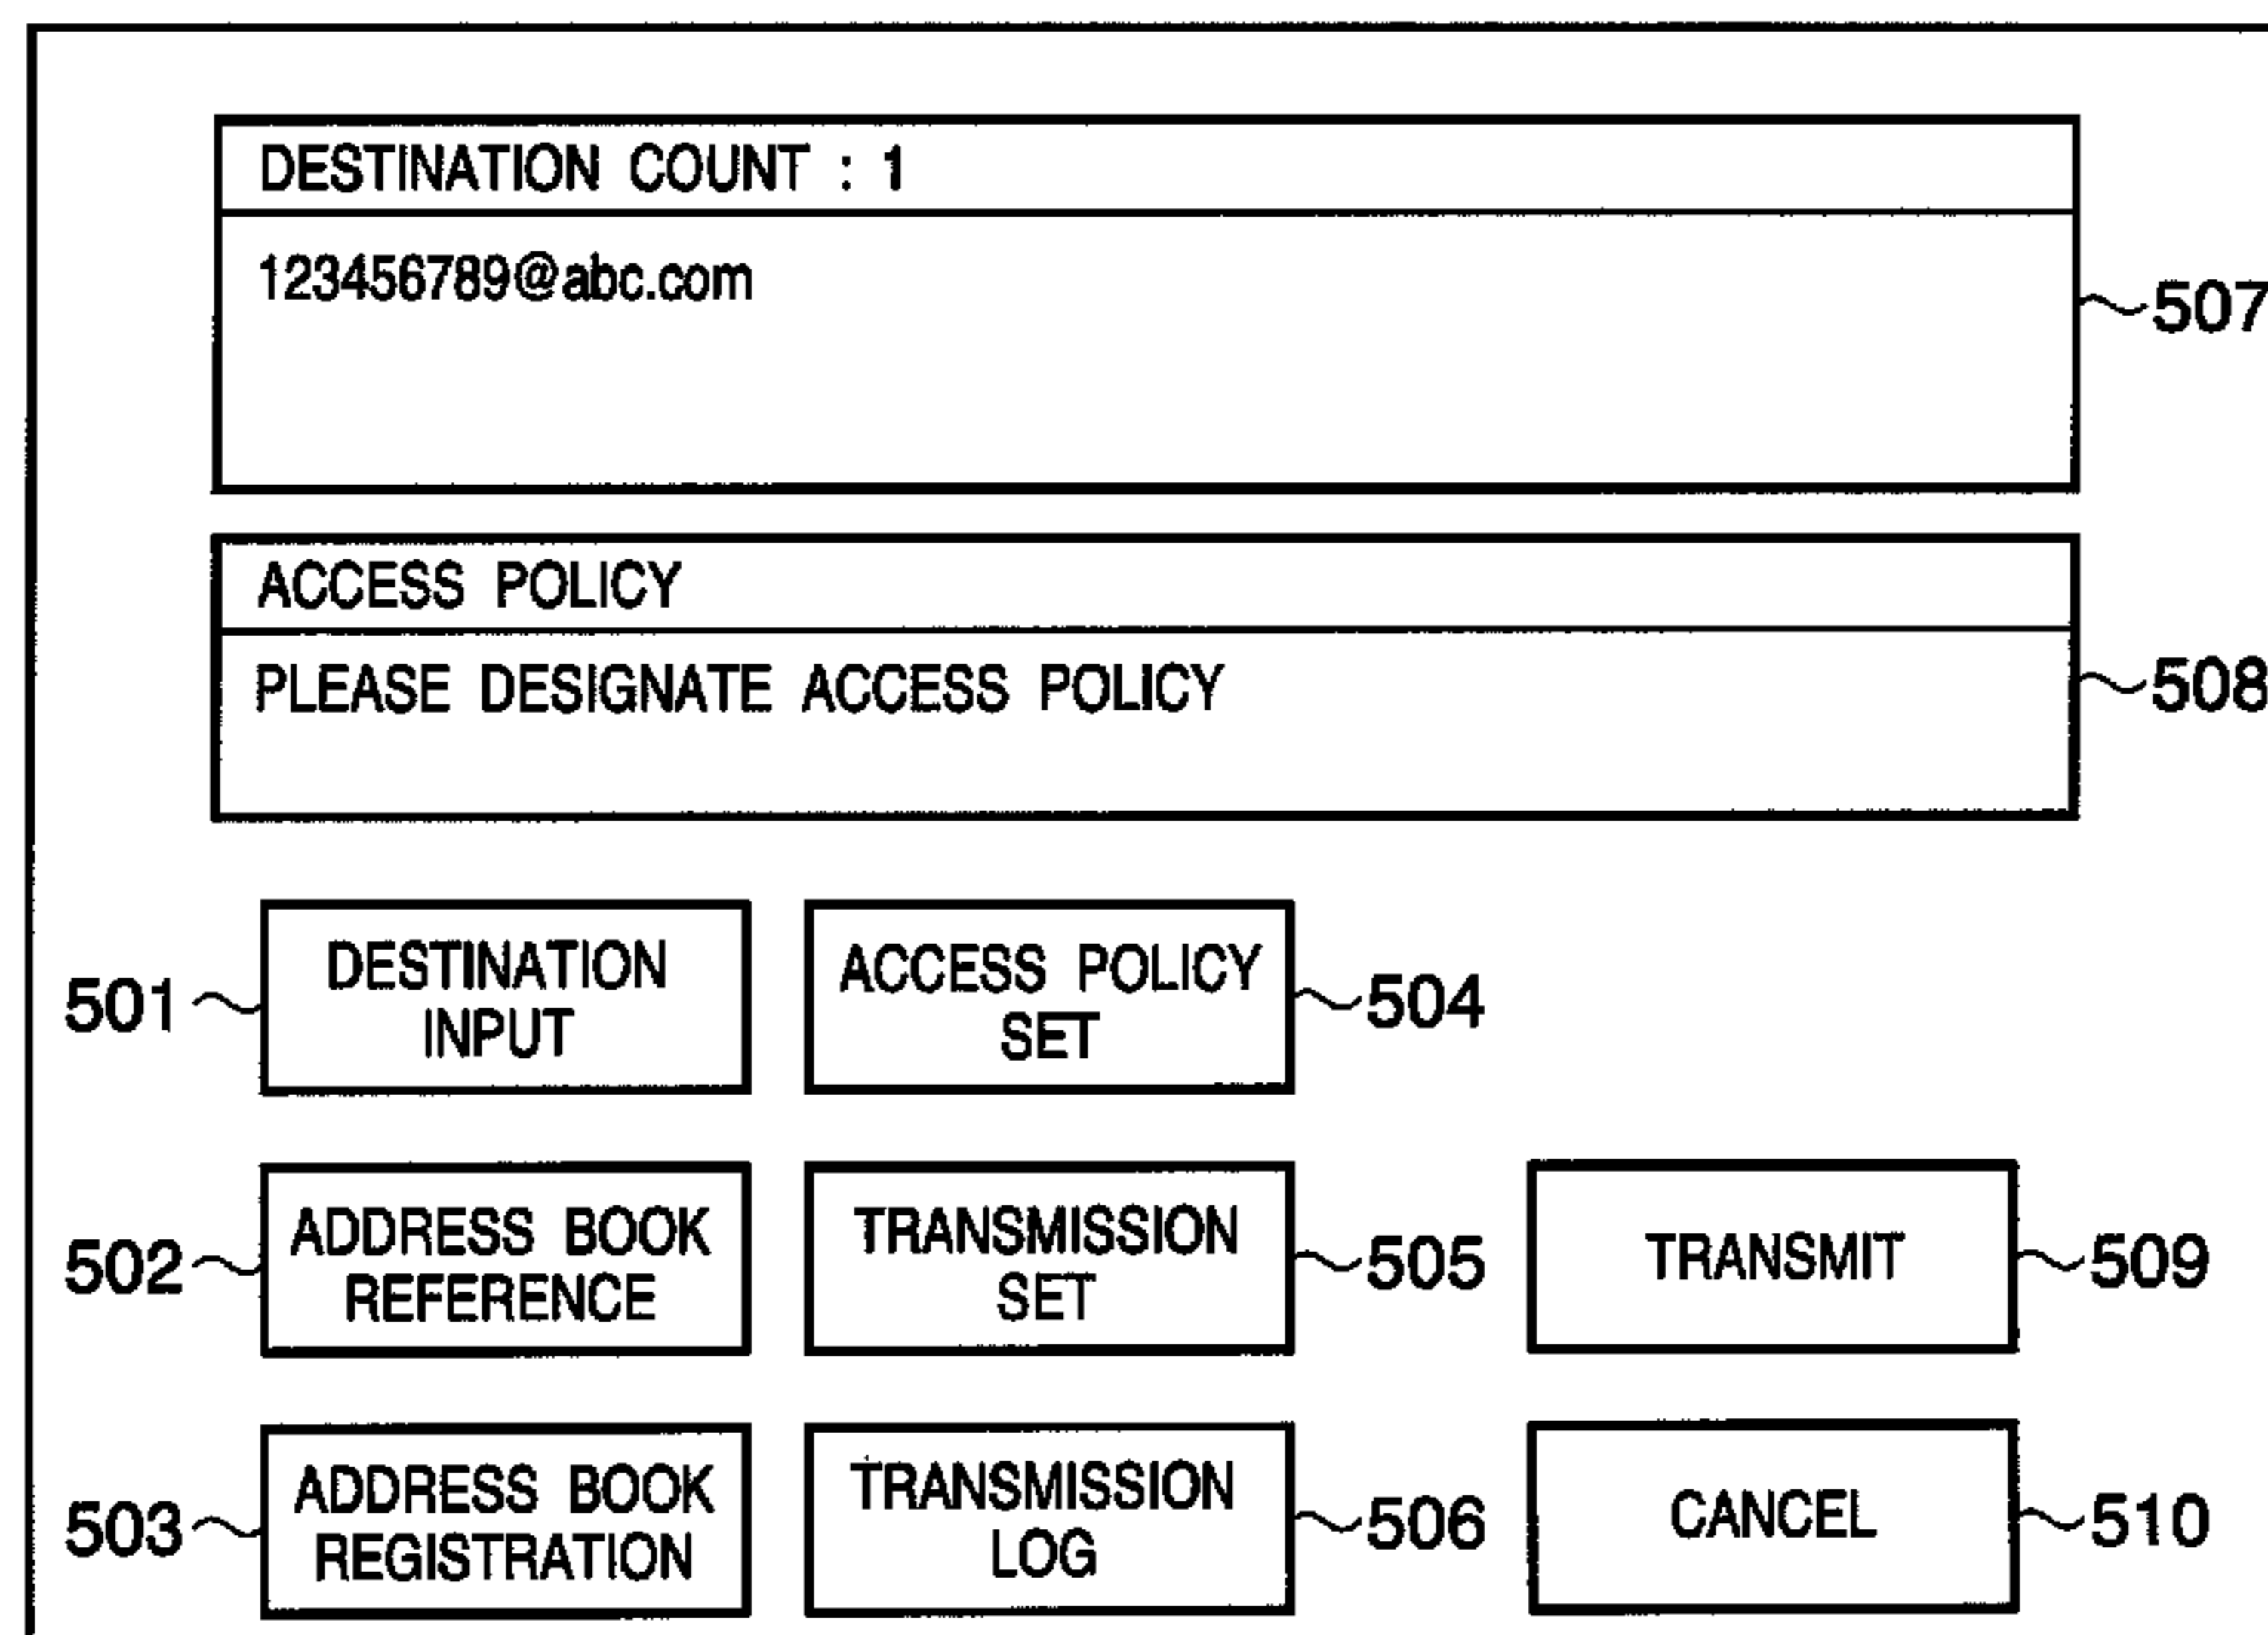 DESTINATION COUNT : 1
123456789@abc.com
507
ACCESS POLICY
PLEASE DESIGNATE ACCESS POLICY
508
501
DESTINATION
INPUT
ACCESS POLICY
SET
504
502
ADDRESS BOOK
REFERENCE
TRANSMISSION
SET
505
TRANSMIT
509
503
ADDRESS BOOK
REGISTRATION
TRANSMISSION
LOG
506
CANCEL
510